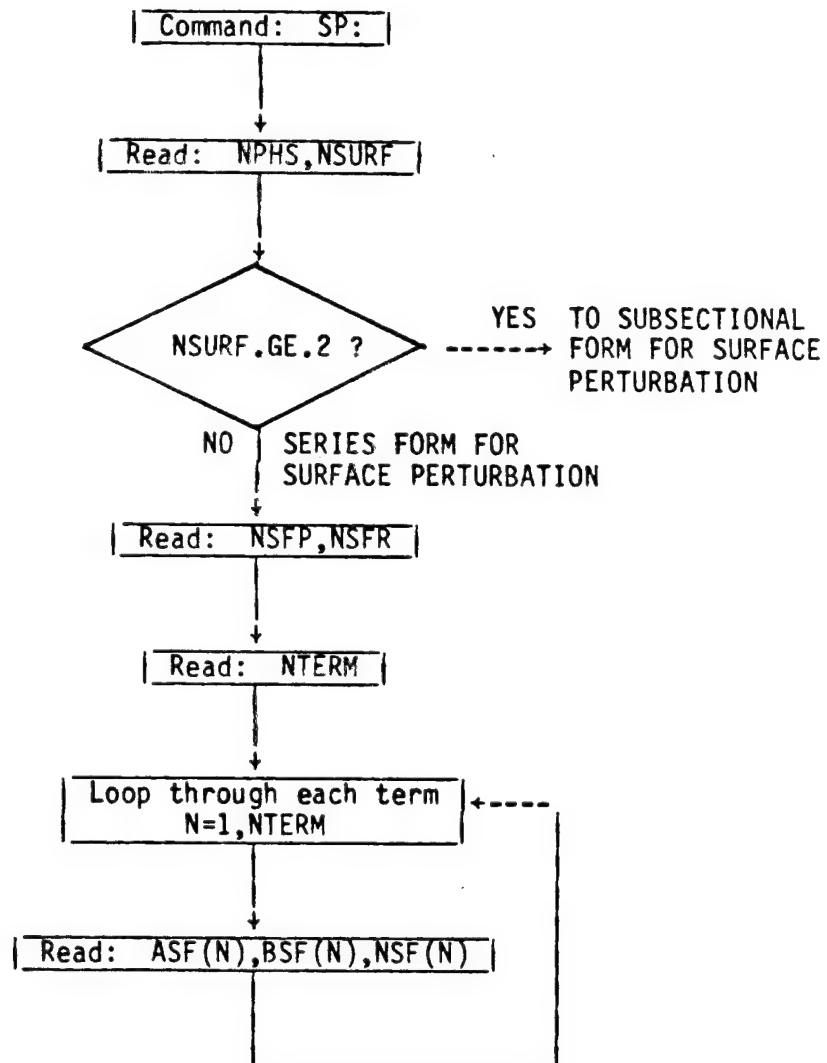 Command: SP:
Read: NPHS,NSURF
NSURF.GE.2 ?
YES TO SUBSECTIONAL
FORM FOR SURFACE
PERTURBATION
NO SERIES FORM FOR
SURFACE PERTURBATION
Read: NSFP,NSFR
Read: NTERM
Loop through each term
N=1,NTERM
Read: ASF(N),BSF(N),NSF(N)